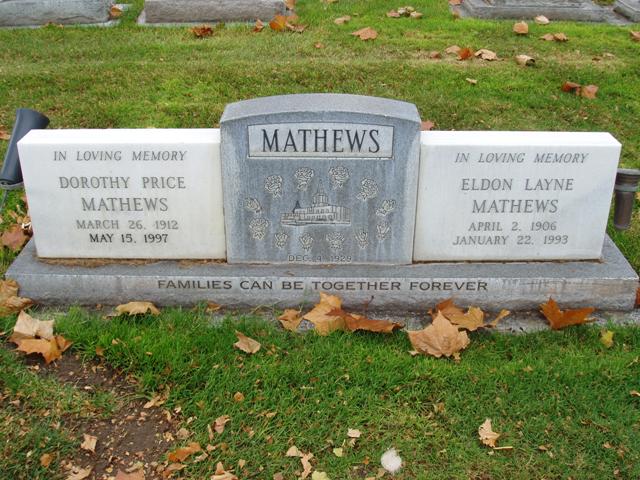 IN LOVING MEMORY
DOROTHY PRICE
MATHEWS
MARCH 26, 1912
MAY 15, 1997
MATHEWS
DEC. 4, 1929
IN LOVING MEMORY
ELDON LAYNE
MATHEWS
APRIL 2, 1906
JANUARY 22, 1993
FAMILIES CAN BE TOGETHER FOREVER